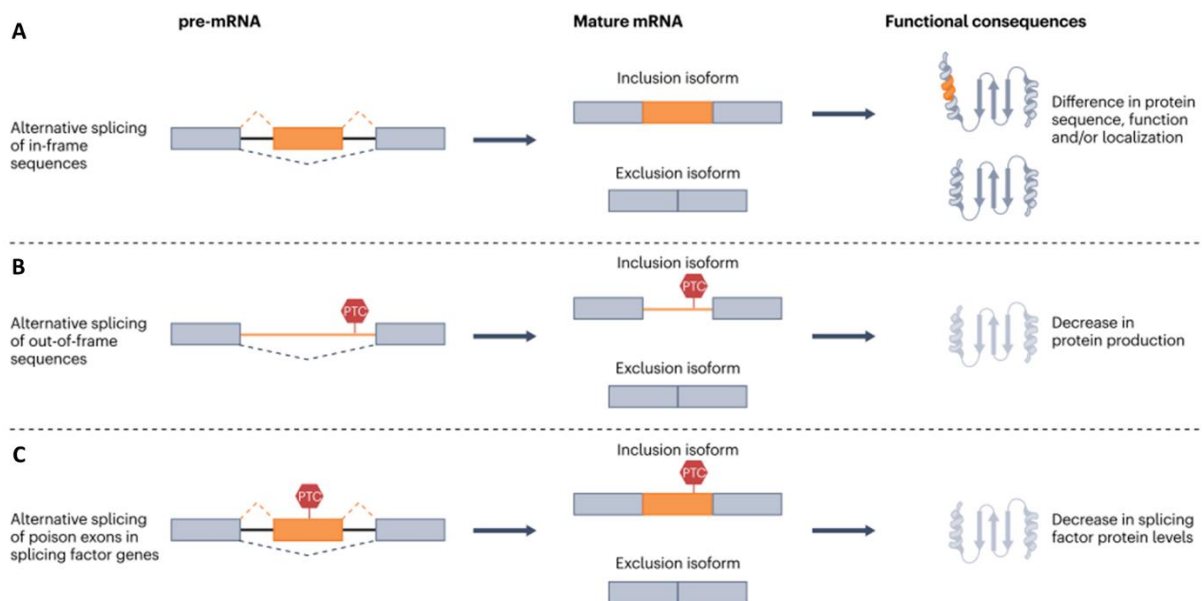 pre-mRNA
Mature mRNA
Functional consequences
A
Alternative splicing
of in-frame
sequences
Inclusion isoform
Exclusion isoform
Difference in protein
sequence, function
and/or localization
B
Alternative splicing
of out-of-frame
sequences
PTC
Inclusion isoform
PTC
Exclusion isoform
Decrease in
protein production
C
Alternative splicing
of poison exons in
splicing factor genes
PTC
Inclusion isoform
PTC
Exclusion isoform
Decrease in splicing
factor protein levels